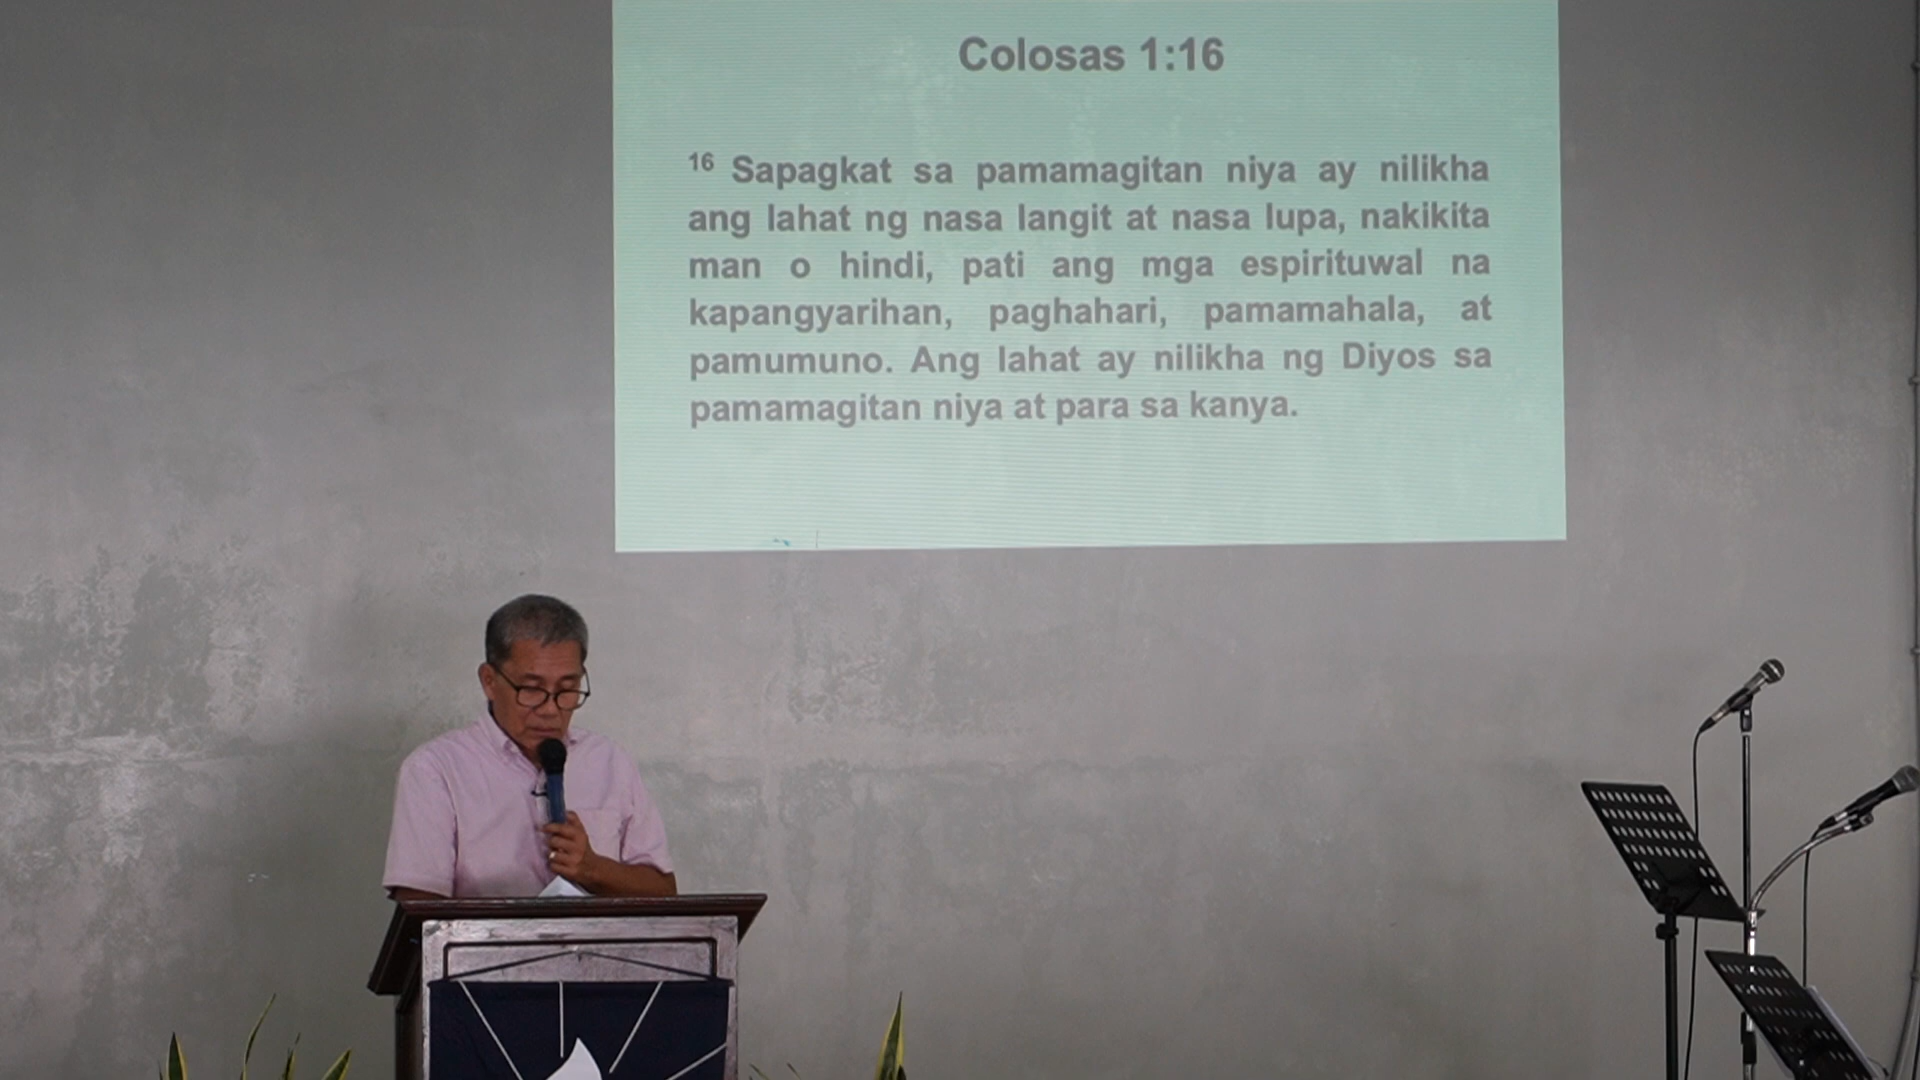 Colosas 1:16
16 Sapagkat sa pamamagitan niya ay nilikha
ang lahat ng nasa langit at nasa lupa, nakikita
man o hindi, pati ang mga espirituwal na
kapangyarihan, paghahari, pamamahala, at
pamumuno. Ang lahat ay nilikha ng Diyos sa
pamamagitan niya at para sa kanya.